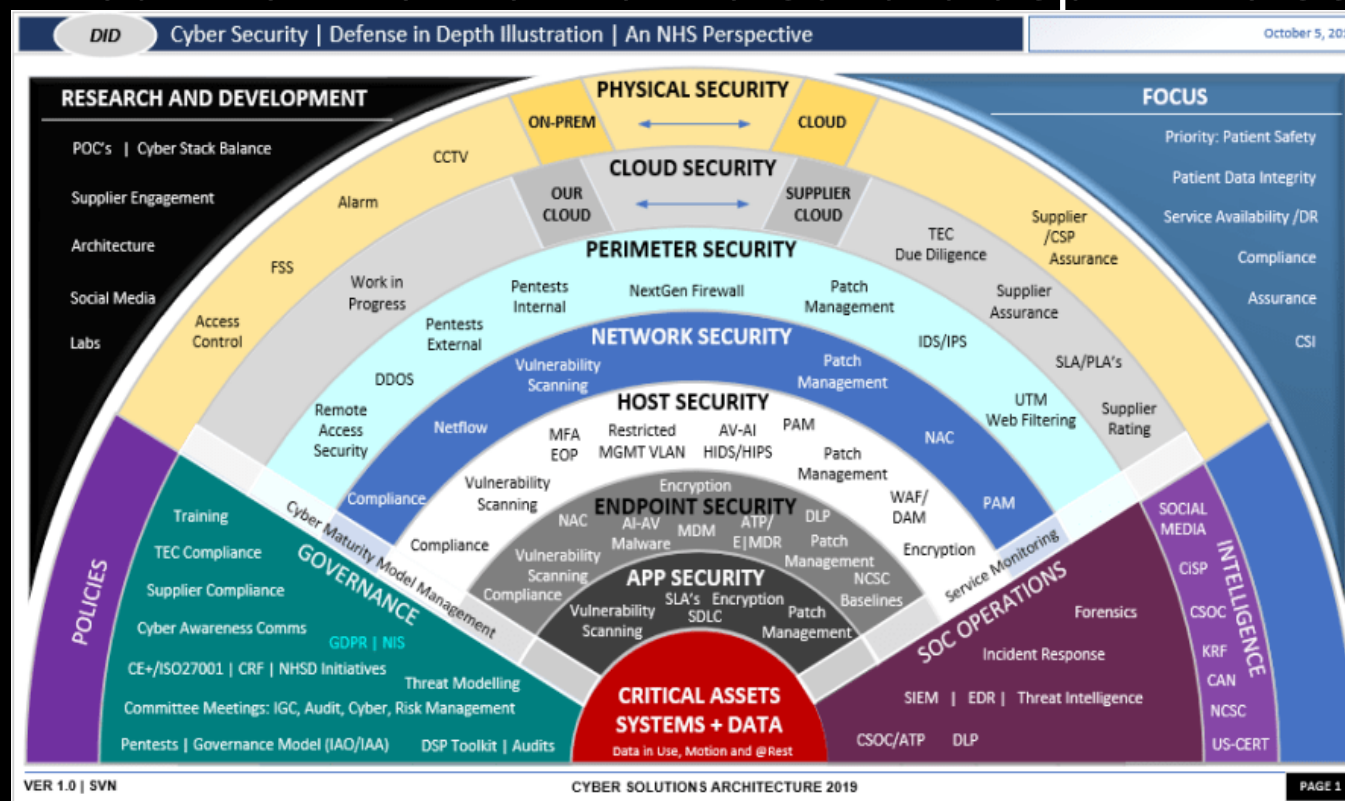 DID
Cyber Security | Defense in Depth Illustration | An NHS Perspective
October 5, 201
RESEARCH AND DEVELOPMENT
POC's | Cyber Stack Balance
Supplier Engagement
Architecture
Social Media
Labs
FOCUS
Priority: Patient Safety
Patient Data Integrity
Service Availability /DR
Compliance
Assurance
CSI
PHYSICAL SECURITY
ON-PREM
CLOUD
CCTV
Alarm
FSS
Access
Control
Supplier
/CSP
Assurance
CLOUD SECURITY
OUR
CLOUD
SUPPLIER
CLOUD
Work in
Progress
TEC
Due Diligence
Supplier
Assurance
SLA/PLA's
Supplier
Rating
PERIMETER SECURITY
Pentests
Internal
NextGen Firewall
Patch
Management
Pentests
External
IDS/IPS
DDOS
UTM
Web Filtering
Remote
Access
Security
NETWORK SECURITY
Vulnerability
Scanning
Patch
Management
Netflow
NAC
Compliance
PAM
HOST SECURITY
MFA
EOP
Restricted
MGMT VLAN
AV-AI
HIDS/HIPS
PAM
Patch
Management
Vulnerability
Scanning
WAF/
DAM
Compliance
Encryption
Encryption
ENDPOINT SECURITY
NAC
AI-AV
Malware
MDM
ATP/
E|MDR
DLP
Patch
Management
Vulnerability
Scanning
Compliance
NCSC
Baselines
APP SECURITY
Vulnerability
Scanning
SLA's
Encryption
SDLC
Patch
Management
CRITICAL ASSETS
SYSTEMS + DATA
Data in Use, Motion and @Rest
POLICIES
Cyber Maturity Model Management
GOVERNANCE
Training
TEC Compliance
Supplier Compliance
Cyber Awareness Comms
GDPR | NIS
CE+/ISO27001 | CRF | NHSD Initiatives
Threat Modelling
Committee Meetings: IGC, Audit, Cyber, Risk Management
Pentests | Governance Model (IAO/IAA)
DSP Toolkit | Audits
Service Monitoring
SOC OPERATIONS
Forensics
Incident Response
SIEM | EDR | Threat Intelligence
CSOC/ATP
DLP
INTELLIGENCE
SOCIAL
MEDIA
CISP
CSOC
KRF
CAN
NCSC
US-CERT
VER 1.0 | SVN
CYBER SOLUTIONS ARCHITECTURE 2019
PAGE 1